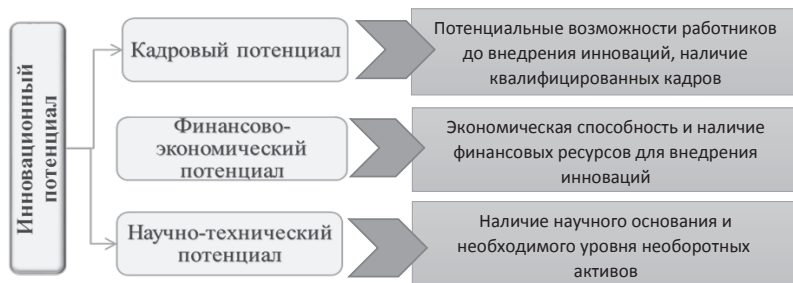 Инновационный
потенциал
Кадровый потенциал
Потенциальные возможности работников
до внедрения инноваций, наличие
квалифицированных кадров
Финансово-
экономический
потенциал
Экономическая способность и наличие
финансовых ресурсов для внедрения
инноваций
Научно-технический
потенциал
Наличие научного основания и
необходимого уровня необоротных
активов